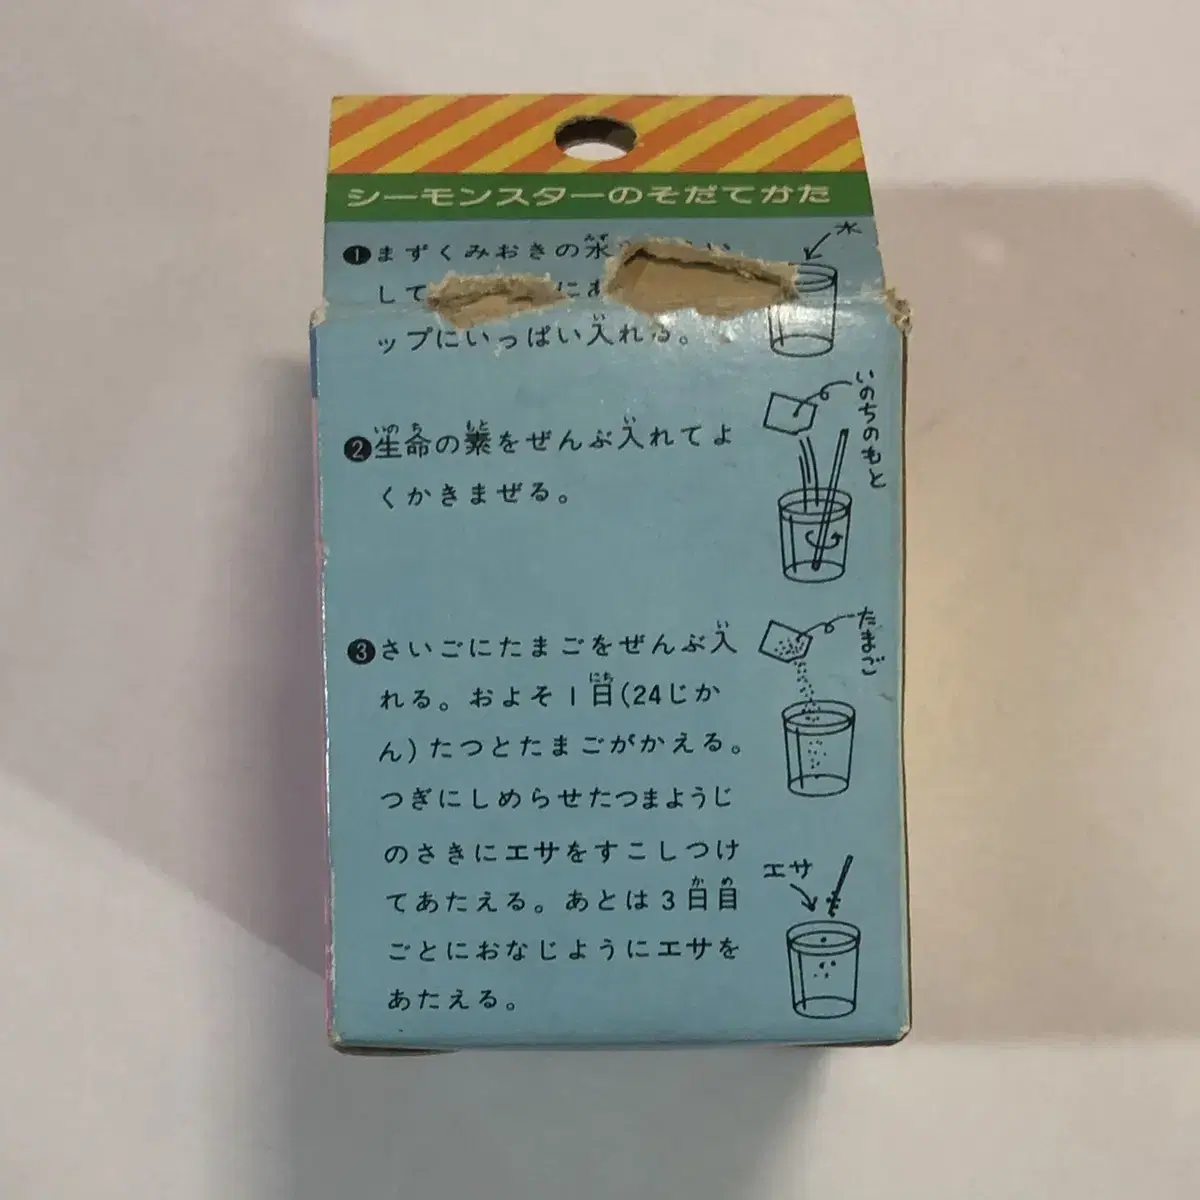 シーモンスターのそだてかた
❶まずくみおきの水
して
ップにいっぱい入れる。
水
❷生命の素をぜんぶ入れてよ
くかきまぜる。
いのちのもと
❸さいごにたまごをぜんぶ入
れる。およそ1日(24じか
ん)たつとたまごがかえる。
つぎにしめらせたつまようじ
のさきにエサをすこしつけ
てあたえる。あとは3日目
ごとにおなじようにエサを
あたえる。
たまご
エサ